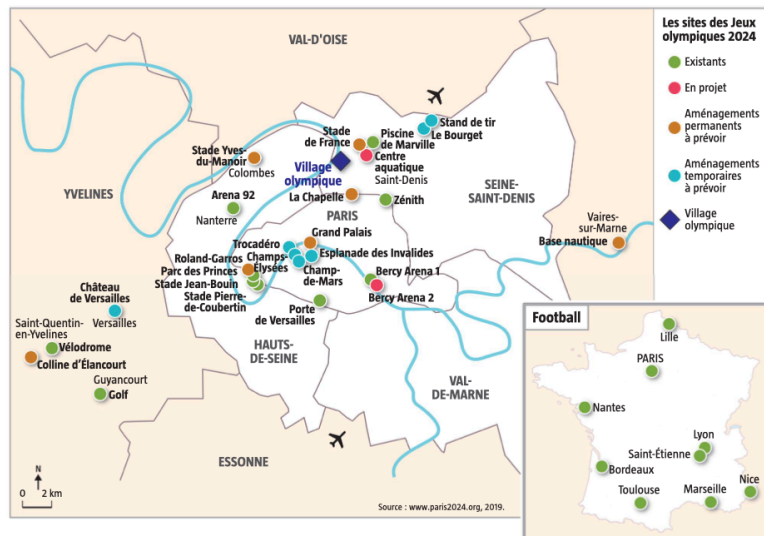 Les sites des Jeux
olympiques 2024
Existants
En projet
Aménagements
permanents
à prévoir
Aménagements
temporaires
à prévoir
Village
olympique
VAL-D'OISE
Stand de tir
Le Bourget
Stade
de France
Piscine
de Marville
Centre
aquatique
Saint-Denis
Stade Yves-
du-Manoir
Colombes
Village
olympique
YVELINES
SEINE-
SAINT-DENIS
Arena 92
Nanterre
La Chapelle
Zénith
PARIS
Grand Palais
Vaires-
sur-Marne
Base nautique
Trocadéro
Champs-
Élysées
Esplanade des Invalides
Champ-
de-Mars
Roland-Garros
Parc des Princes
Stade Jean-Bouin
Stade Pierre-
de-Coubertin
Bercy Arena 1
Bercy Arena 2
Porte
de Versailles
Château
de Versailles
Versailles
Saint-Quentin-
en-Yvelines
Vélodrome
Colline d'Élancourt
Guyancourt
Golf
HAUTS-
DE-SEINE
VAL-
DE-MARNE
ESSONNE
N
0 2 km
Source : www.paris2024.org, 2019.
Football
Lille
PARIS
Nantes
Lyon
Saint-Étienne
Bordeaux
Toulouse
Marseille
Nice